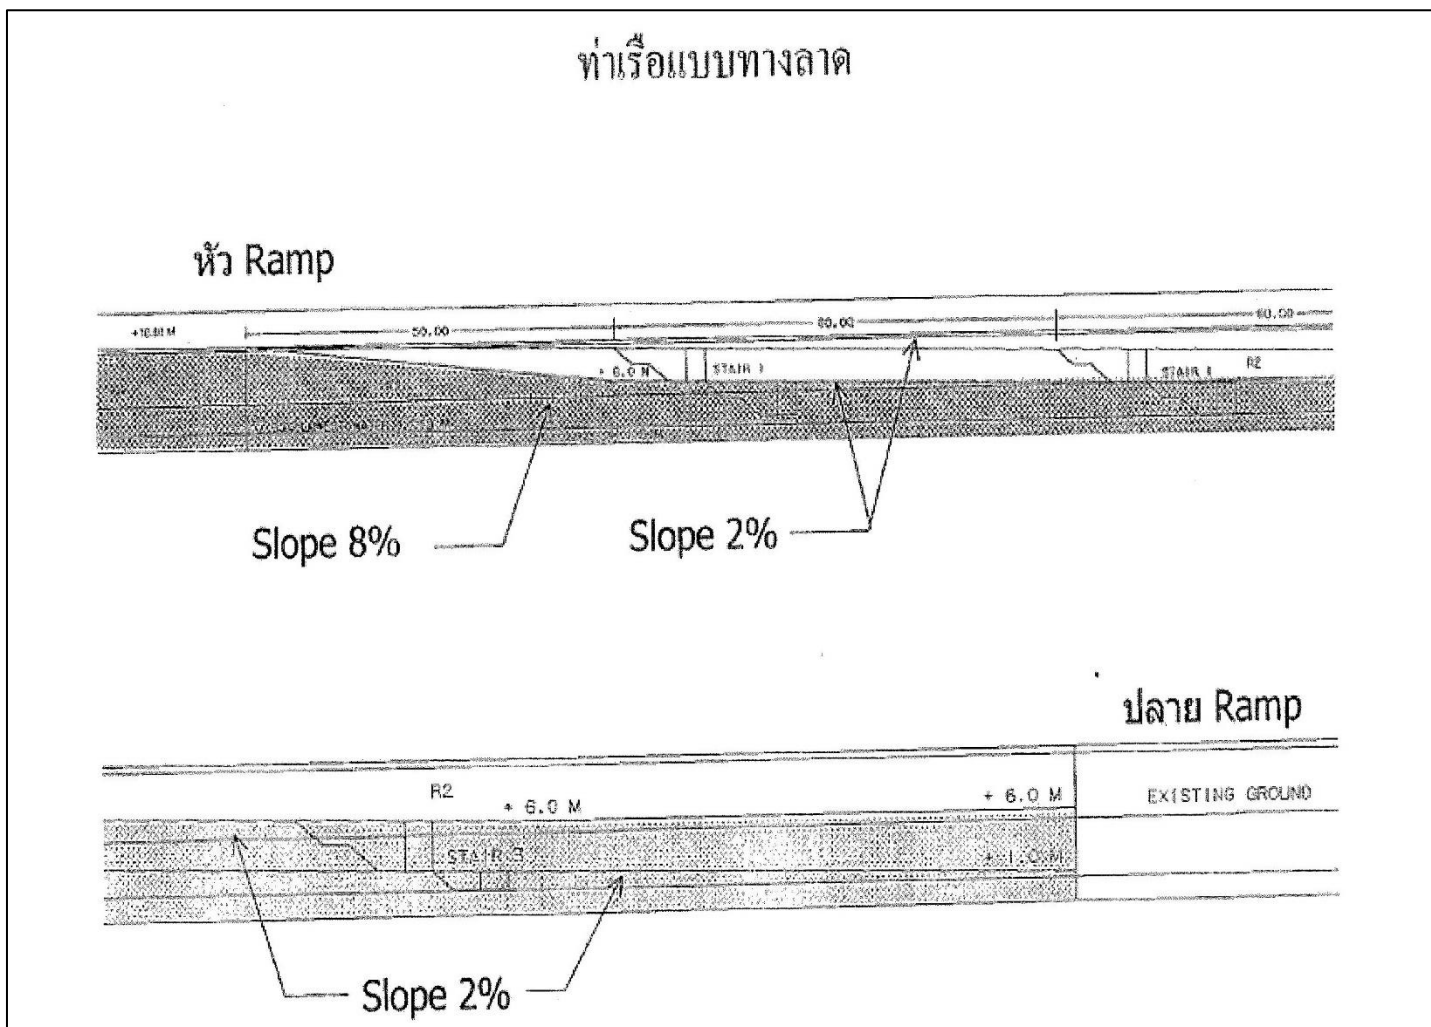 ท่าเรือแบบทางลาด
หัว Ramp
50.00
60.00
60.00
+ 6.0 M
STAIR 1
STAIR
R2
Slope 8%
Slope 2%
ปลาย Ramp
R2
+ 6.0 M
+ 6.0 M
EXISTING GROUND
STAIR 3
+ 1.0 M
Slope 2%